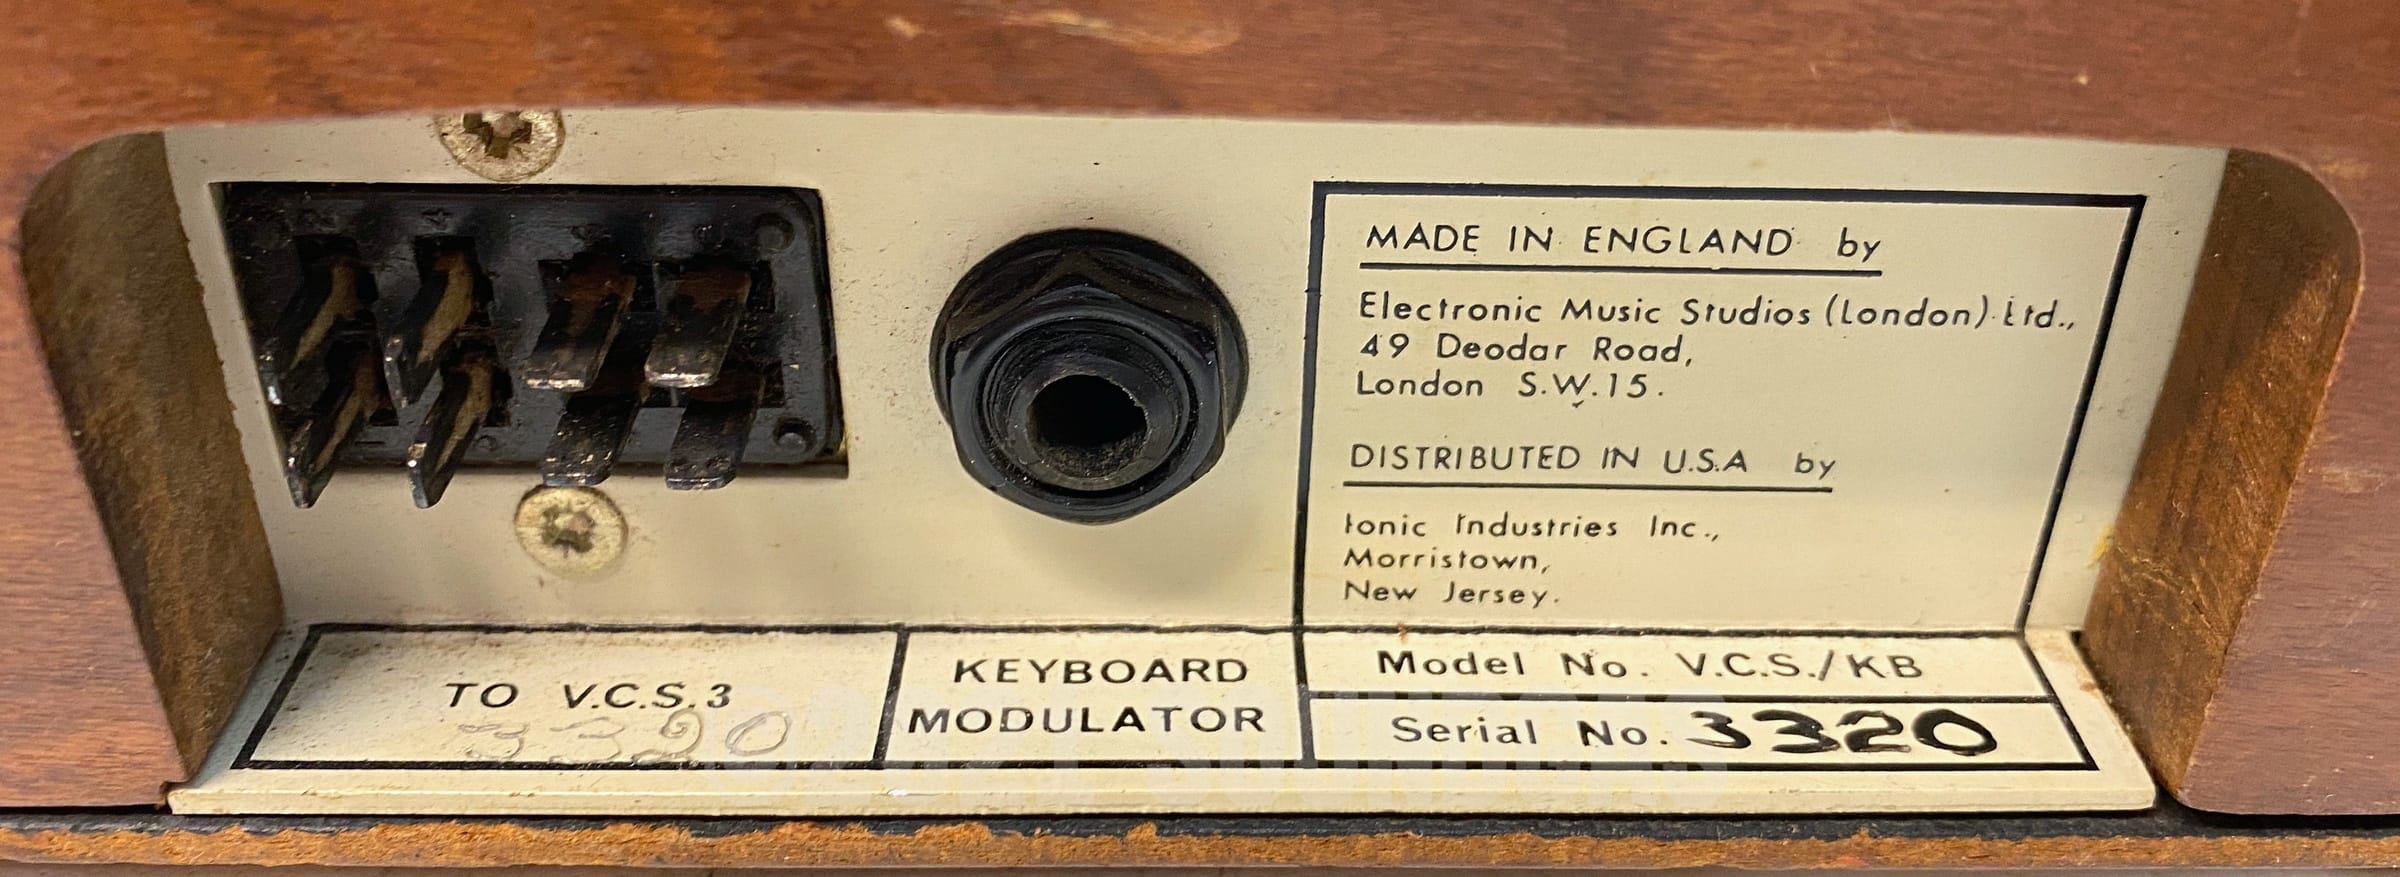 MADE IN ENGLAND by
Electronic Music Studios (London) Ltd.,
49 Deodar Road,
London S.W.15.
DISTRIBUTED IN U.S.A by
Ionic Industries Inc.,
Morristown,
New Jersey.
TO V.C.S.3
3320
KEYBOARD
MODULATOR
Model No. V.C.S./KB
Serial No. 3320